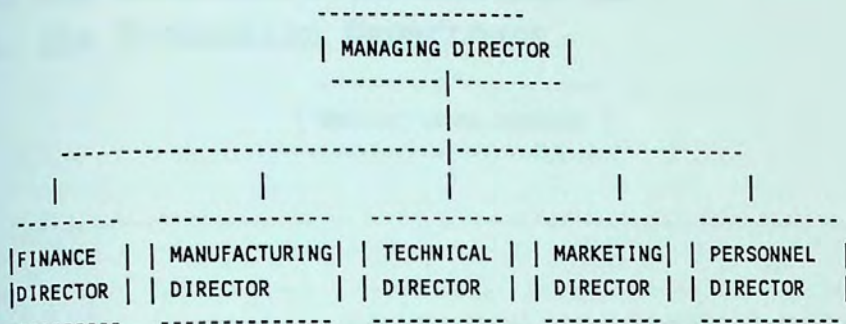 MANAGING DIRECTOR
FINANCE MANUFACTURING TECHNICAL MARKETING PERSONNEL
DIRECTOR DIRECTOR DIRECTOR DIRECTOR DIRECTOR